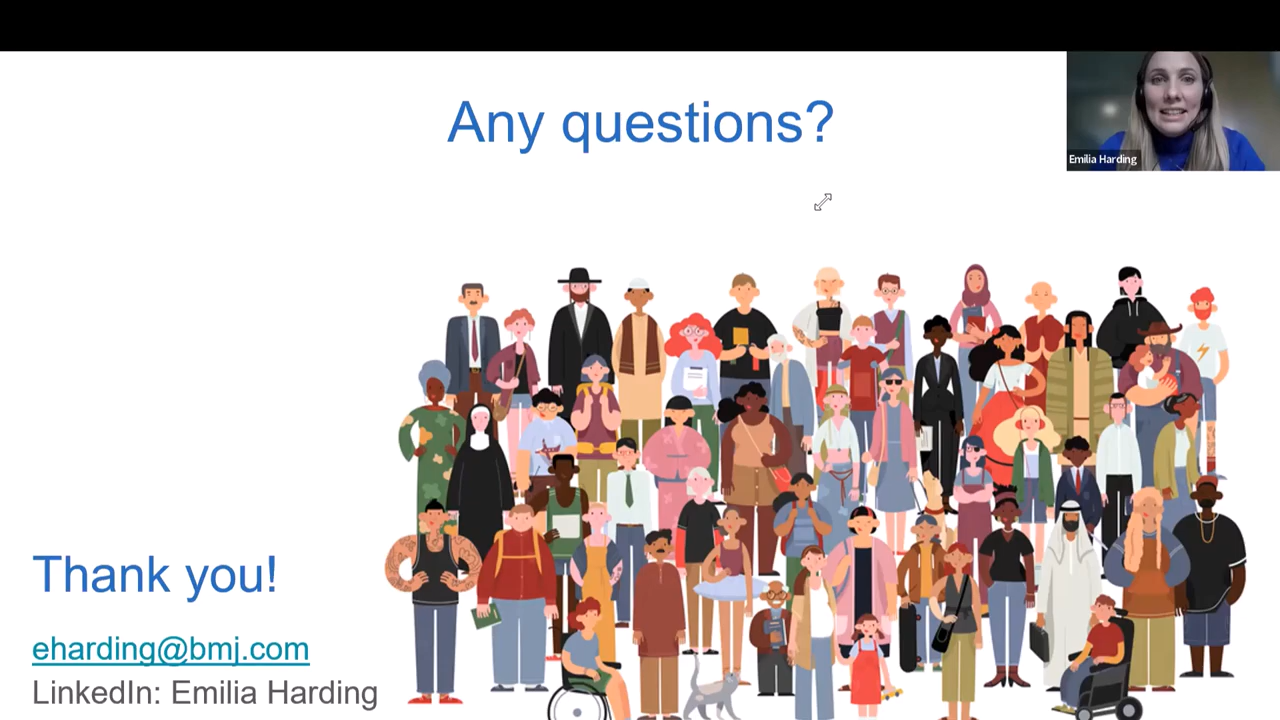 Any questions?
Emilia Harding
Thank you!
eharding@bmj.com
LinkedIn: Emilia Harding